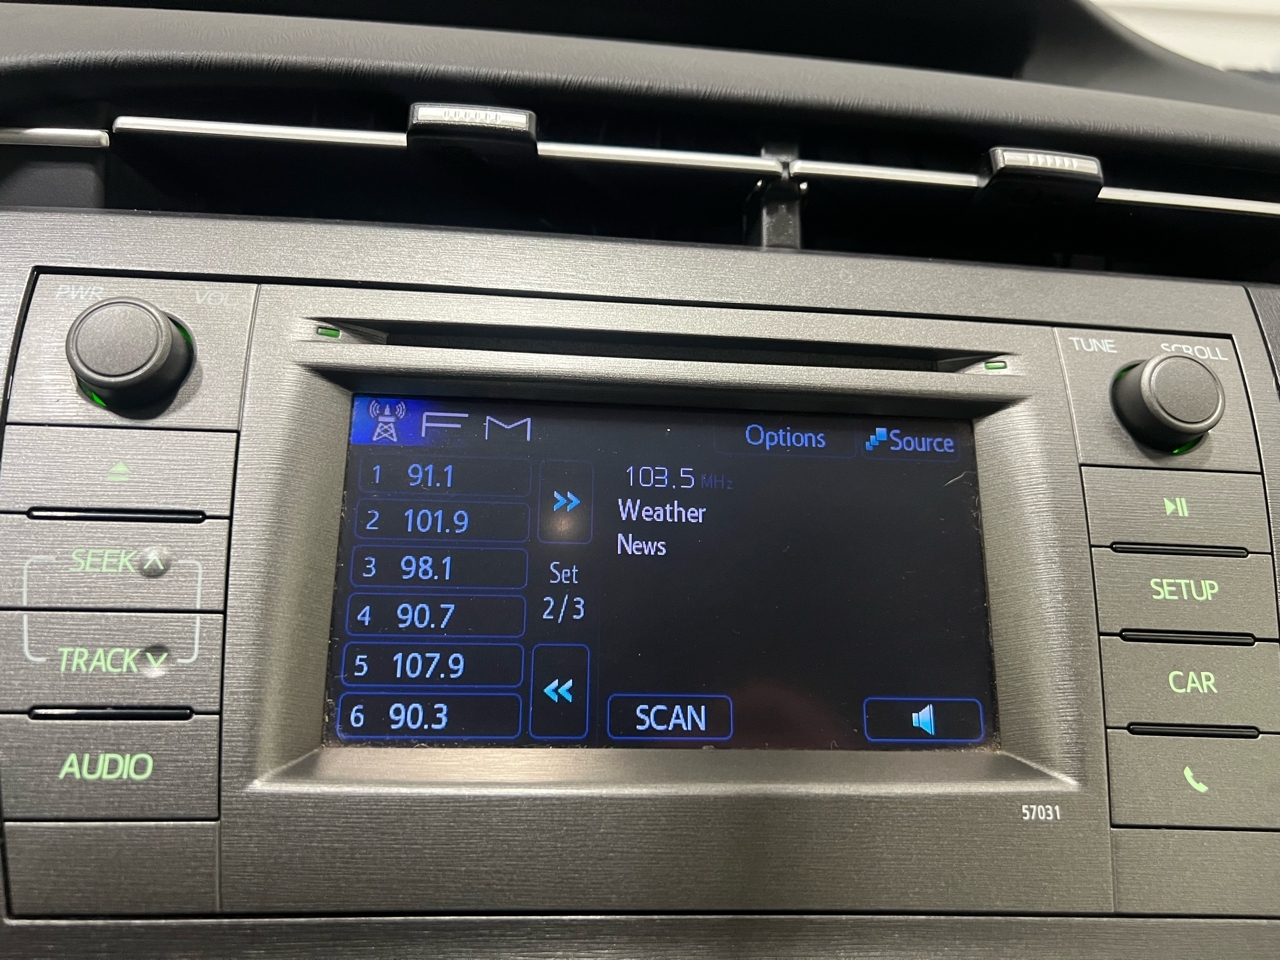 PWR VOL
TUNE SCROLL
FM
Options
Source
1 91.1
2 101.9
3 98.1
4 90.7
5 107.9
6 90.3
Set
2/3
103.5 MHz
Weather
News
SCAN
SEEK
TRACK
AUDIO
SETUP
CAR
57031